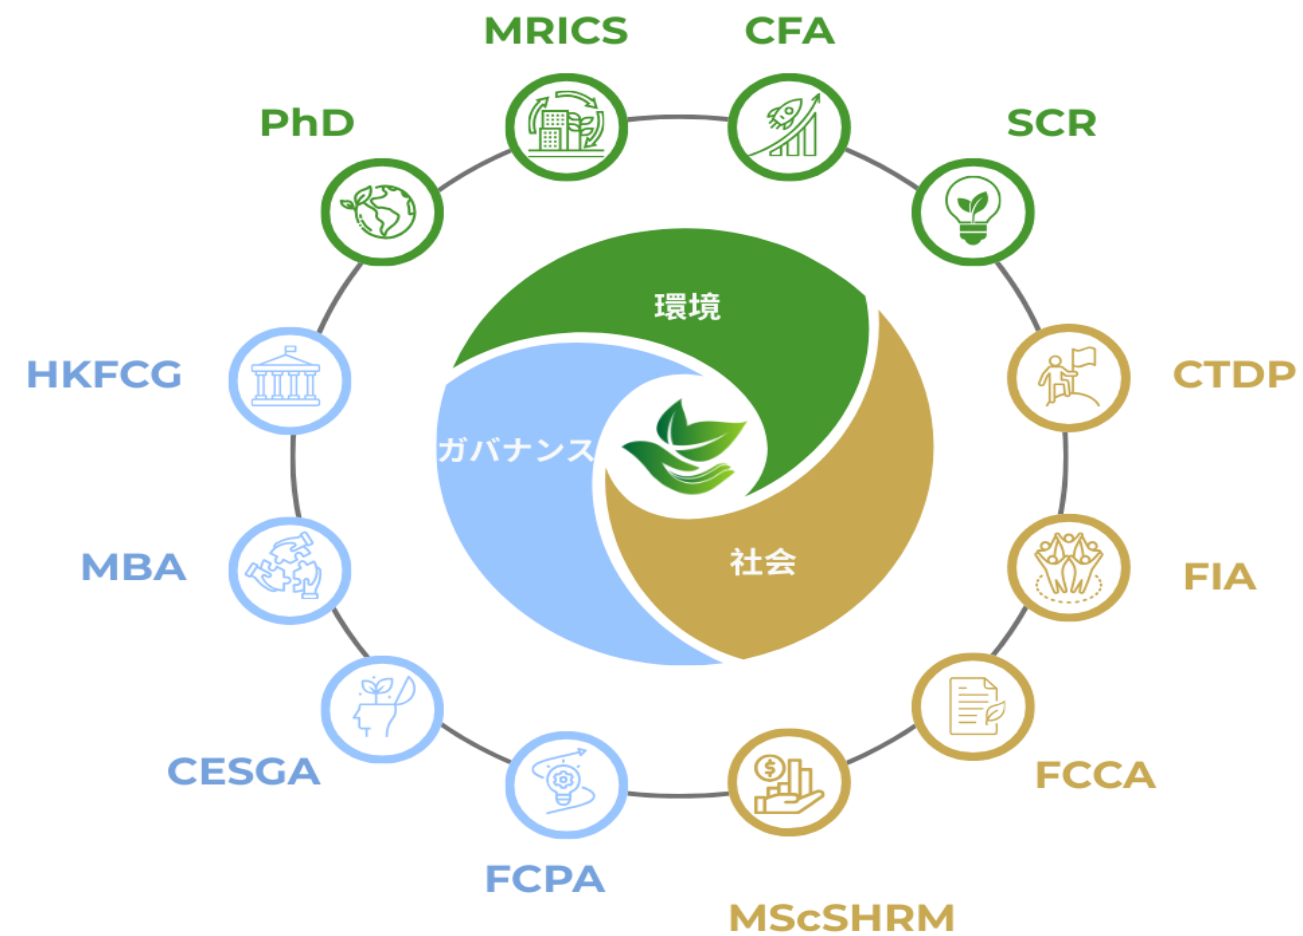 MRICS
CFA
PhD
SCR
環境
HKFCG
CTDP
ガバナンス
社会
MBA
FIA
CESGA
FCCA
FCPA
MScSHRM
$